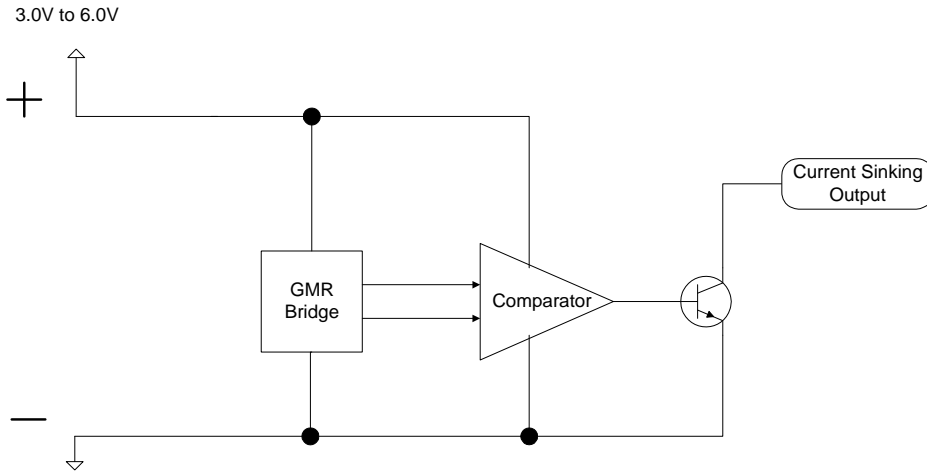 3.0V to 6.0V
+
Current Sinking
Output
GMR
Bridge
Comparator
−